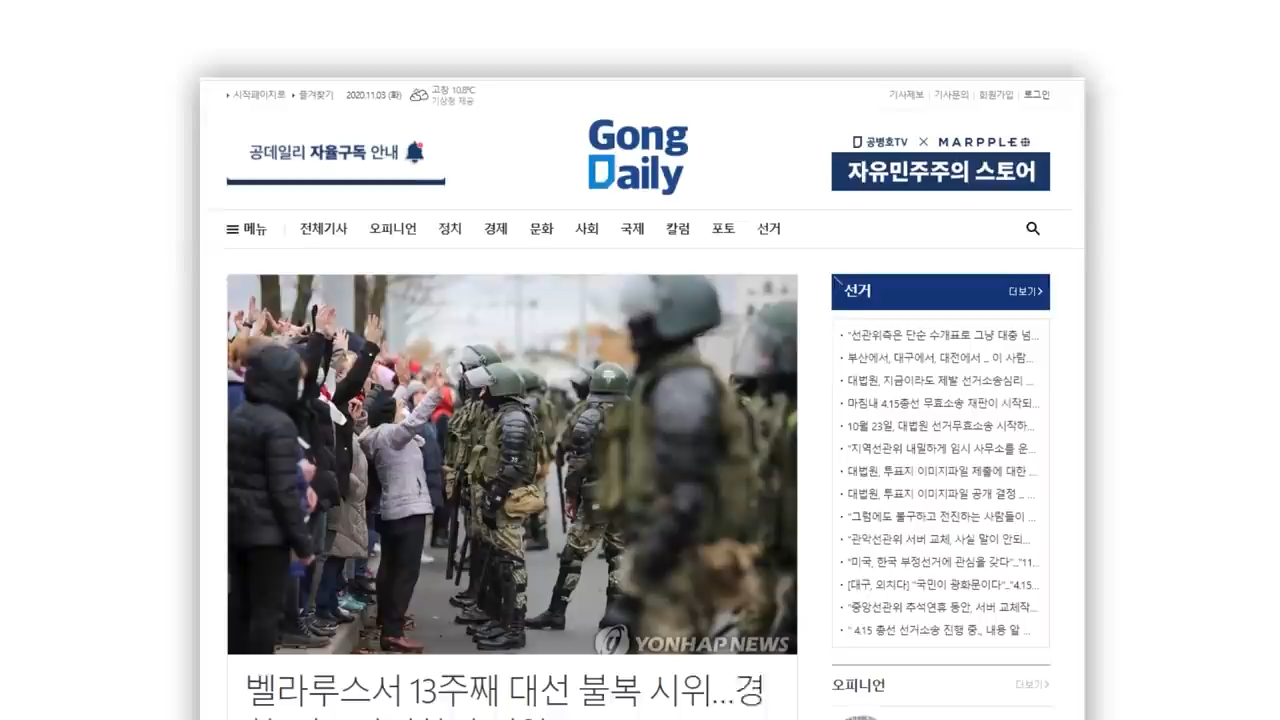 시작페이지로 즐겨찾기 2020.11.03 (화) 고창 10.8℃
기상청 제공
기사제보 기사문의 회원가입 로그인
공데일리 자율구독 안내
Gong
Daily
공병호TV × MARPPLE
자유민주주의 스토어
메뉴 전체기사 오피니언 정치 경제 문화 사회 국제 칼럼 포토 선거
YONHAP NEWS
벨라루스서 13주째 대선 불복 시위...경
선거 더보기
"선관위측은 단순 수개표로 그냥 대충 넘...
부산에서, 대구에서, 대전에서 ... 이 사람...
대법원, 지금이라도 제발 선거소송심리 ...
마침내 4.15총선 무효소송 재판이 시작되...
10월 23일, 대법원 선거무효소송 시작하...
"지역선관위 내밀하게 임시 사무소를 운...
대법원, 투표지 이미지파일 제출에 대한 ...
대법원, 투표지 이미지파일 공개 결정 ... ...
"그럼에도 불구하고 전진하는 사람들이 ...
"관악선관위 서버 교체, 사실 말이 안되...
"미국, 한국 부정선거에 관심을 갖다"..."11...
[대구, 외치다] "국민이 광화문이다"..."4.15...
"중앙선관위 추석연휴 동안, 서버 교체작...
" 4.15 총선 선거소송 진행 중., 내용 알 ...
오피니언 더보기